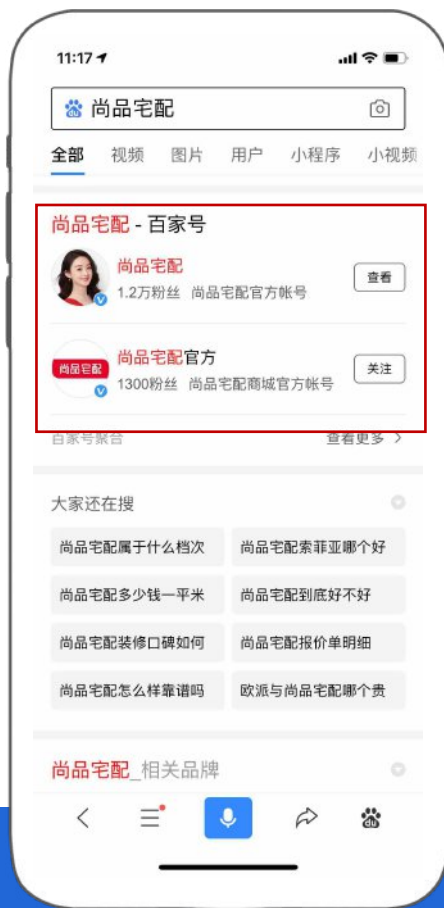 11:17
尚品宅配
全部 视频 图片 用户 小程序 小视频
尚品宅配 - 百家号
尚品宅配
查看
1.2万粉丝 尚品宅配官方帐号
尚品宅配官方
尚品宅配
关注
1300粉丝 尚品宅配商城官方帐号
百家号聚合 查看更多
大家还在搜
尚品宅配属于什么档次 尚品宅配索菲亚哪个好
尚品宅配多少钱一平米 尚品宅配到底好不好
尚品宅配装修口碑如何 尚品宅配报价单明细
尚品宅配怎么样靠谱吗 欧派与尚品宅配哪个贵
尚品宅配_相关品牌
du